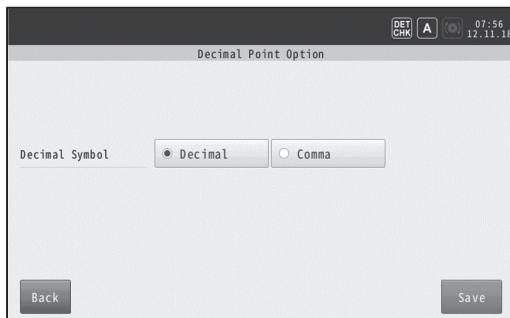 DET CHK A 07:56
12.11.18
Decimal Point Option
Decimal Symbol Decimal Comma
Back Save